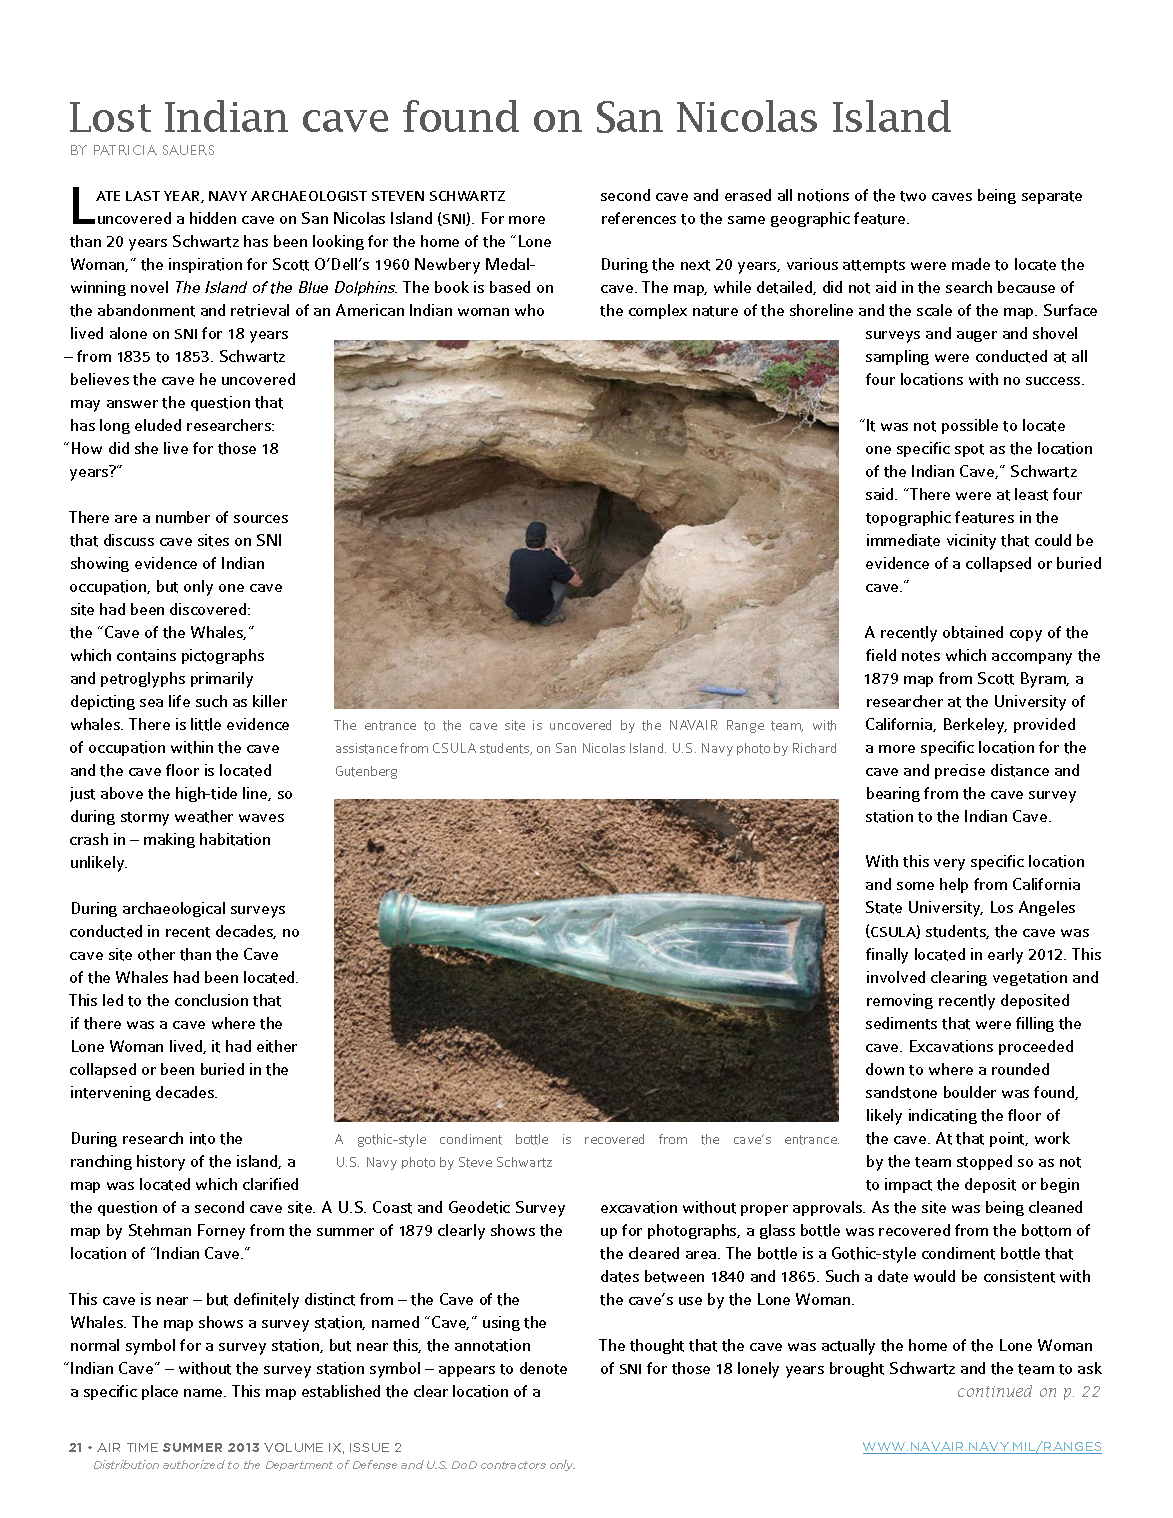 Lost Indian cave found on San Nicolas Island
BY PATRICIA SAUERS
LATE LAST YEAR, NAVY ARCHAEOLOGIST STEVEN SCHWARTZ
uncovered a hidden cave on San Nicolas Island (SNI). For more
than 20 years Schwartz has been looking for the home of the “Lone
Woman,“ the inspiration for Scott O’Dell’s 1960 Newbery Medal-
winning novel The Island of the Blue Dolphins. The book is based on
the abandonment and retrieval of an American Indian woman who
lived alone on SNI for 18 years
– from 1835 to 1853. Schwartz
believes the cave he uncovered
may answer the question that
has long eluded researchers:
“How did she live for those 18
years?“
There are a number of sources
that discuss cave sites on SNI
showing evidence of Indian
occupation, but only one cave
site had been discovered:
the “Cave of the Whales,“
which contains pictographs
and petroglyphs primarily
depicting sea life such as killer
whales. There is little evidence
of occupation within the cave
and the cave floor is located
just above the high-tide line, so
during stormy weather waves
crash in – making habitation
unlikely.
During archaeological surveys
conducted in recent decades, no
cave site other than the Cave
of the Whales had been located.
This led to the conclusion that
if there was a cave where the
Lone Woman lived, it had either
collapsed or been buried in the
intervening decades.
During research into the
ranching history of the island, a
map was located which clarified
the question of a second cave site. A U.S. Coast and Geodetic Survey
map by Stehman Forney from the summer of 1879 clearly shows the
location of “Indian Cave.“
This cave is near – but definitely distinct from – the Cave of the
Whales. The map shows a survey station, named “Cave,“ using the
normal symbol for a survey station, but near this, the annotation
“Indian Cave“ – without the survey station symbol – appears to denote
a specific place name. This map established the clear location of a
second cave and erased all notions of the two caves being separate
references to the same geographic feature.
During the next 20 years, various attempts were made to locate the
cave. The map, while detailed, did not aid in the search because of
the complex nature of the shoreline and the scale of the map. Surface
surveys and auger and shovel
sampling were conducted at all
four locations with no success.
“It was not possible to locate
one specific spot as the location
of the Indian Cave,“ Schwartz
said. “There were at least four
topographic features in the
immediate vicinity that could be
evidence of a collapsed or buried
cave.“
A recently obtained copy of the
field notes which accompany the
1879 map from Scott Byram, a
researcher at the University of
California, Berkeley, provided
a more specific location for the
cave and precise distance and
bearing from the cave survey
station to the Indian Cave.
With this very specific location
and some help from California
State University, Los Angeles
(CSULA) students, the cave was
finally located in early 2012. This
involved clearing vegetation and
removing recently deposited
sediments that were filling the
cave. Excavations proceeded
down to where a rounded
sandstone boulder was found,
likely indicating the floor of
the cave. At that point, work
by the team stopped so as not
to impact the deposit or begin
excavation without proper approvals. As the site was being cleaned
up for photographs, a glass bottle was recovered from the bottom of
the cleared area. The bottle is a Gothic-style condiment bottle that
dates between 1840 and 1865. Such a date would be consistent with
the cave’s use by the Lone Woman.
The thought that the cave was actually the home of the Lone Woman
of SNI for those 18 lonely years brought Schwartz and the team to ask
continued on p. 22
The entrance to the cave site is uncovered by the NAVAIR Range team, with
assistance from CSULA students, on San Nicolas Island. U.S. Navy photo by Richard
Gutenberg
A gothic-style condiment bottle is recovered from the cave’s entrance.
U.S. Navy photo by Steve Schwartz
21 • AIR TIME SUMMER 2013 VOLUME IX, ISSUE 2
Distribution authorized to the Department of Defense and U.S. DoD contractors only.
WWW.NAVAIR.NAVY.MIL/RANGES